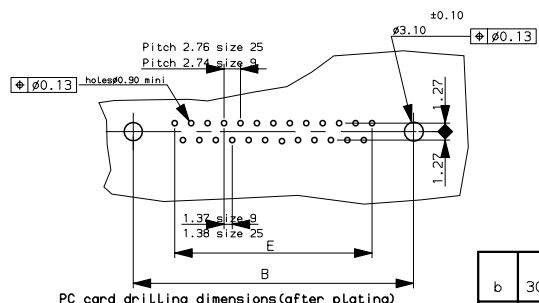 ±0.10
ø3.10
⌖ ø0.13
Pitch 2.76 size 25
Pitch 2.74 size 9
⌖ ø0.13
holesø0.90 mini
1.27
1.27
1.37 size 9
1.38 size 25
E
B
b
30
PC card drilling dimensions(after plating)